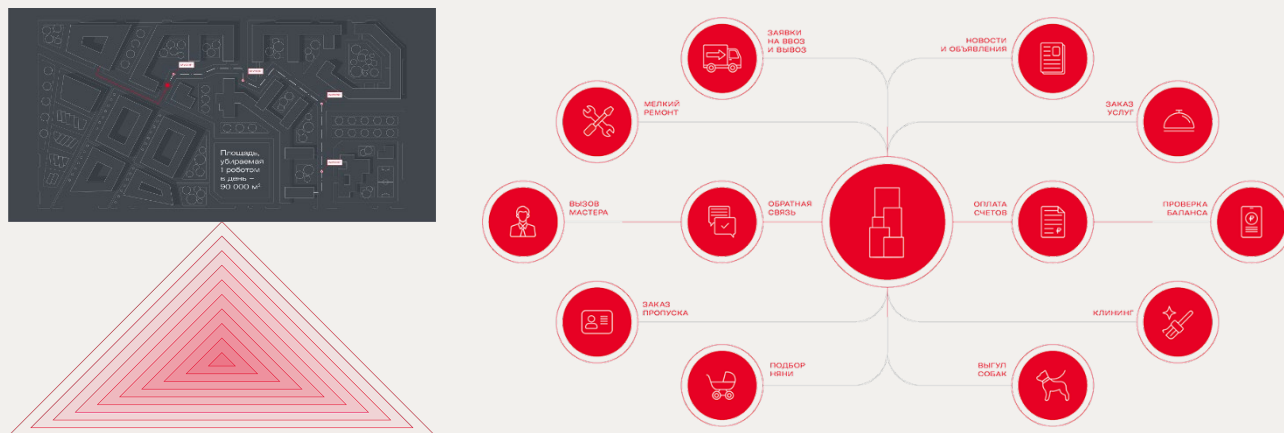 Площадь,
убираемая
1 роботом
в день –
90 000 м²
ЗАЯВКИ
НА ВВОЗ
И ВЫВОЗ
НОВОСТИ
И ОБЪЯВЛЕНИЯ
МЕЛКИЙ
РЕМОНТ
ЗАКАЗ
УСЛУГ
ВЫЗОВ
МАСТЕРА
ОБРАТНАЯ
СВЯЗЬ
ОПЛАТА
СЧЕТОВ
ПРОВЕРКА
БАЛАНСА
ЗАКАЗ
ПРОПУСКА
КЛИНИНГ
ПОДБОР
НЯНИ
ВЫГУЛ
СОБАК